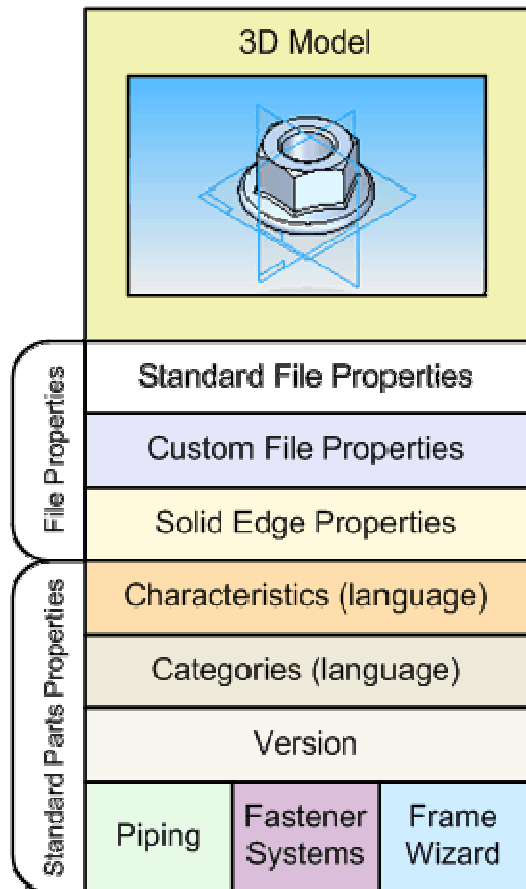 3D Model
File Properties
Standard File Properties
Custom File Properties
Solid Edge Properties
Standard Parts Properties
Characteristics (language)
Categories (language)
Version
Piping
Fastener
Systems
Frame
Wizard